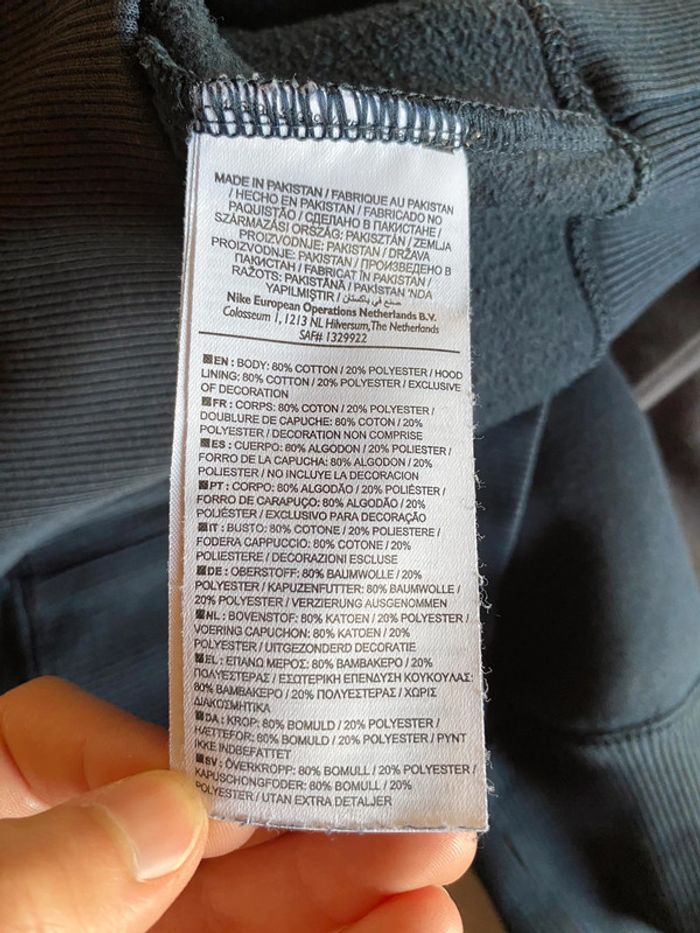 MADE IN PAKISTAN / FABRIQUE AU PAKISTAN
/ HECHO EN PAKISTAN / FABRICADO NO
PAQUISTÃO / СДЕЛАНО В ПАКИСТАНЕ /
SZÁRMAZÁSI ORSZÁG: PAKISZTÁN / ZEMLJA
PROIZVODNJE: PAKISTAN / DRŽAVA
PROIZVODNJE: PAKISTAN / ПРОИЗВЕДЕНО В
ПАКИСТАН / FABRICAT ÎN PAKISTAN /
RAŽOTS: PAKISTĀNĀ / PAKİSTAN 'NDA
YAPILMIŞTIR / صنع في باكستان
Nike European Operations Netherlands B.V.
Colosseum 1, 1213 NL Hilversum, The Netherlands
SAF# 1329922
EN : BODY: 80% COTTON / 20% POLYESTER / HOOD
LINING: 80% COTTON / 20% POLYESTER / EXCLUSIVE
OF DECORATION
FR : CORPS: 80% COTON / 20% POLYESTER /
DOUBLURE DE CAPUCHE: 80% COTON / 20%
POLYESTER / DECORATION NON COMPRISE
ES : CUERPO: 80% ALGODON / 20% POLIESTER /
FORRO DE LA CAPUCHA: 80% ALGODON / 20%
POLIESTER / NO INCLUYE LA DECORACION
PT : CORPO: 80% ALGODÃO / 20% POLIÉSTER /
FORRO DE CARAPUÇO: 80% ALGODÃO / 20%
POLIÉSTER / EXCLUSIVO PARA DECORAÇÃO
IT : BUSTO: 80% COTONE / 20% POLIESTERE /
FODERA CAPPUCCIO: 80% COTONE / 20%
POLIESTERE / DECORAZIONI ESCLUSE
DE : OBERSTOFF: 80% BAUMWOLLE / 20%
POLYESTER / KAPUZENFUTTER: 80% BAUMWOLLE /
20% POLYESTER / VERZIERUNG AUSGENOMMEN
NL : BOVENSTOF: 80% KATOEN / 20% POLYESTER /
VOERING CAPUCHON: 80% KATOEN / 20%
POLYESTER / UITGEZONDERD DECORATIE
EL : ΕΠΑΝΩ ΜΕΡΟΣ: 80% ΒΑΜΒΑΚΕΡΟ / 20%
ΠΟΛΥΕΣΤΕΡΑΣ / ΕΣΩΤΕΡΙΚΗ ΕΠΕΝΔΥΣΗ ΚΟΥΚΟΥΛΑΣ:
80% ΒΑΜΒΑΚΕΡΟ / 20% ΠΟΛΥΕΣΤΕΡΑΣ / ΧΩΡΙΣ
ΔΙΑΚΟΣΜΗΤΙΚΑ
DA : KROP: 80% BOMULD / 20% POLYESTER /
HÆTTEFOR: 80% BOMULD / 20% POLYESTER / PYNT
IKKE INDBEFATTET
SV : ÖVERKROPP: 80% BOMULL / 20% POLYESTER /
KAPUSCHONGFODER: 80% BOMULL / 20%
POLYESTER / UTAN EXTRA DETALJER